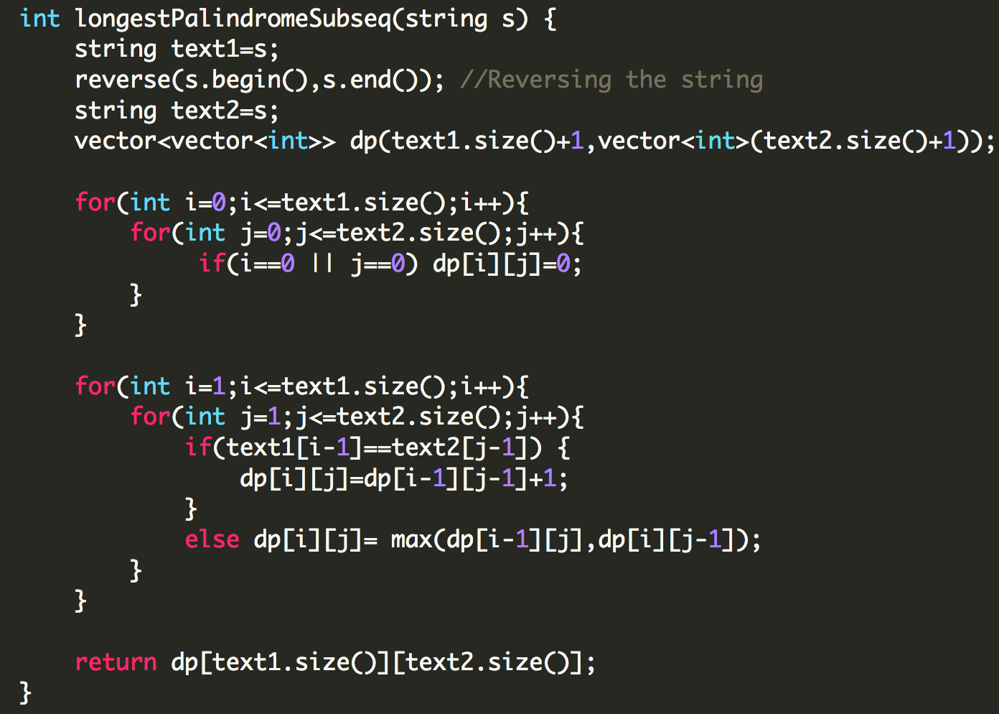 int longestPalindromeSubseq(string s) {
    string text1=s;
    reverse(s.begin(),s.end()); //Reversing the string
    string text2=s;
    vector<vector<int>> dp(text1.size()+1,vector<int>(text2.size()+1));

    for(int i=0;i<=text1.size();i++){
        for(int j=0;j<=text2.size();j++){
             if(i==0 || j==0) dp[i][j]=0;
        }
    }

    for(int i=1;i<=text1.size();i++){
        for(int j=1;j<=text2.size();j++){
            if(text1[i-1]==text2[j-1]) {
                dp[i][j]=dp[i-1][j-1]+1;
            }
            else dp[i][j]= max(dp[i-1][j],dp[i][j-1]);
        }
    }

    return dp[text1.size()][text2.size()];
}